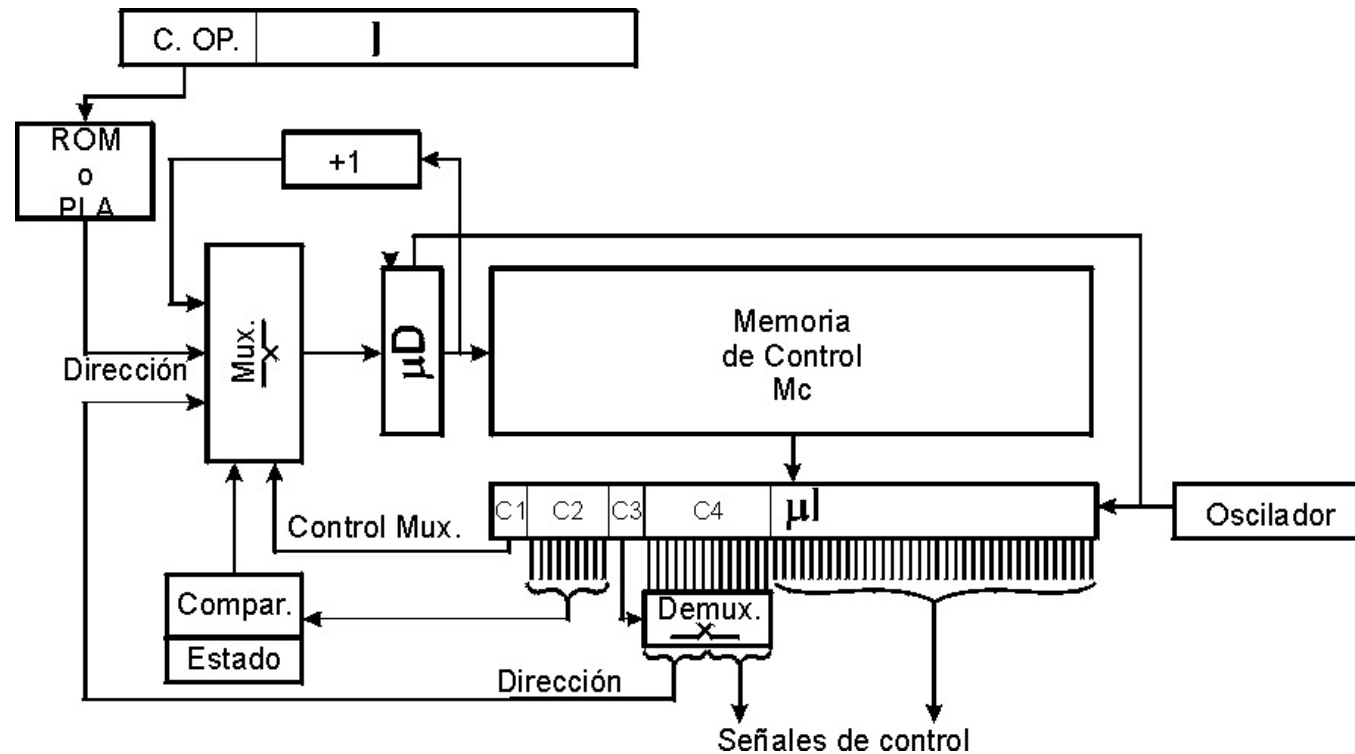 C. OP.
I
ROM
o
PLA
+1
Mux.
Dirección
μD
Memoria
de Control
Mc
C1
C2
C3
C4
μI
Oscilador
Control Mux.
Compar.
Estado
Demux.
Dirección
Señales de control